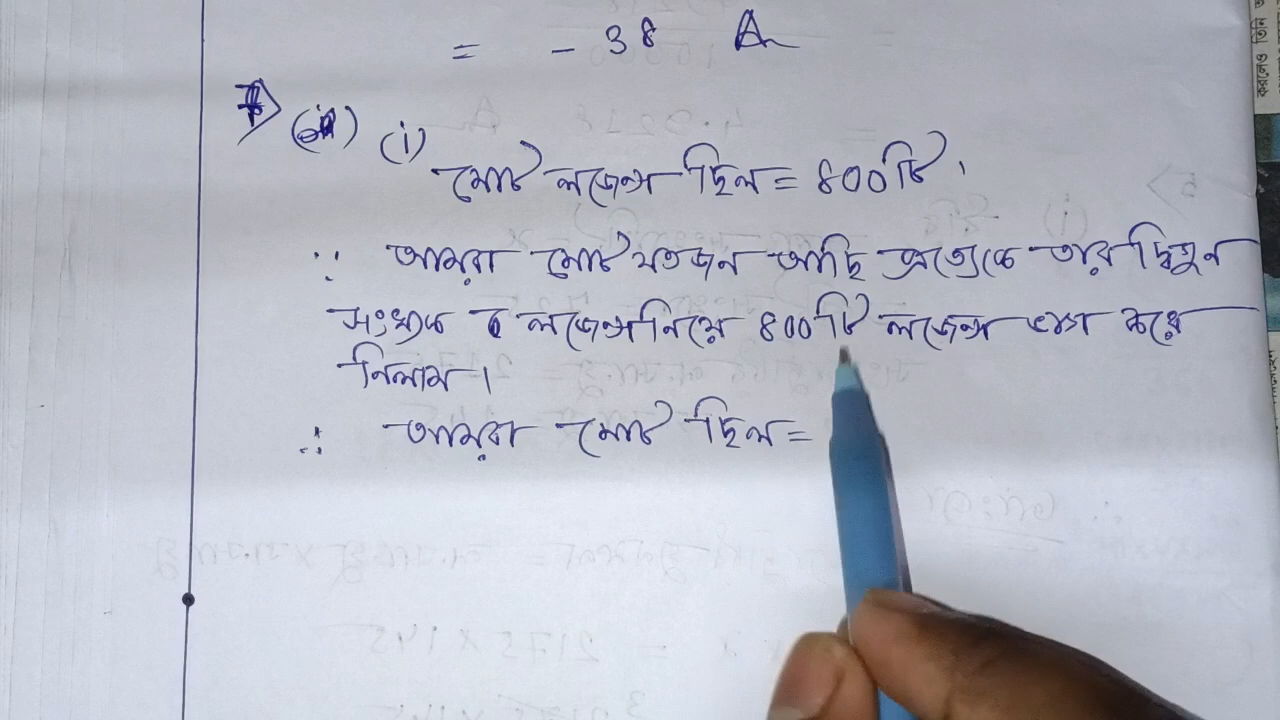 = - 38 A
(i)
মোট লজেন্স ছিল = 800টি ।
∵ আমরা মোট যতজন আছি প্রত্যেকে তার দ্বিগুন
সংখ্যক লজেন্স নিয়ে 800টি লজেন্স ভাগ করে
নিলাম ।
∴ আমরা মোট ছিল =